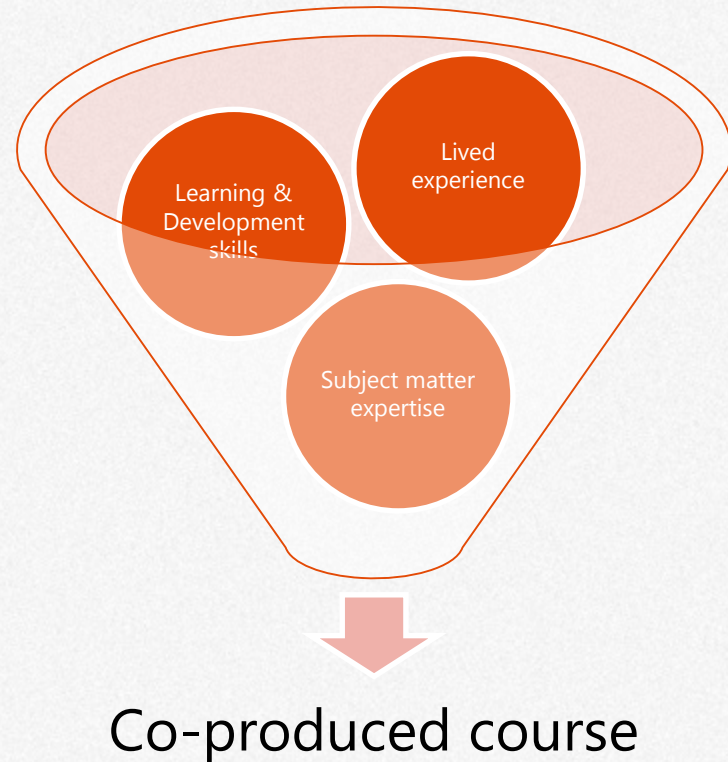 Lived
experience
Learning &
Development
skills
Subject matter
expertise
Co-produced course